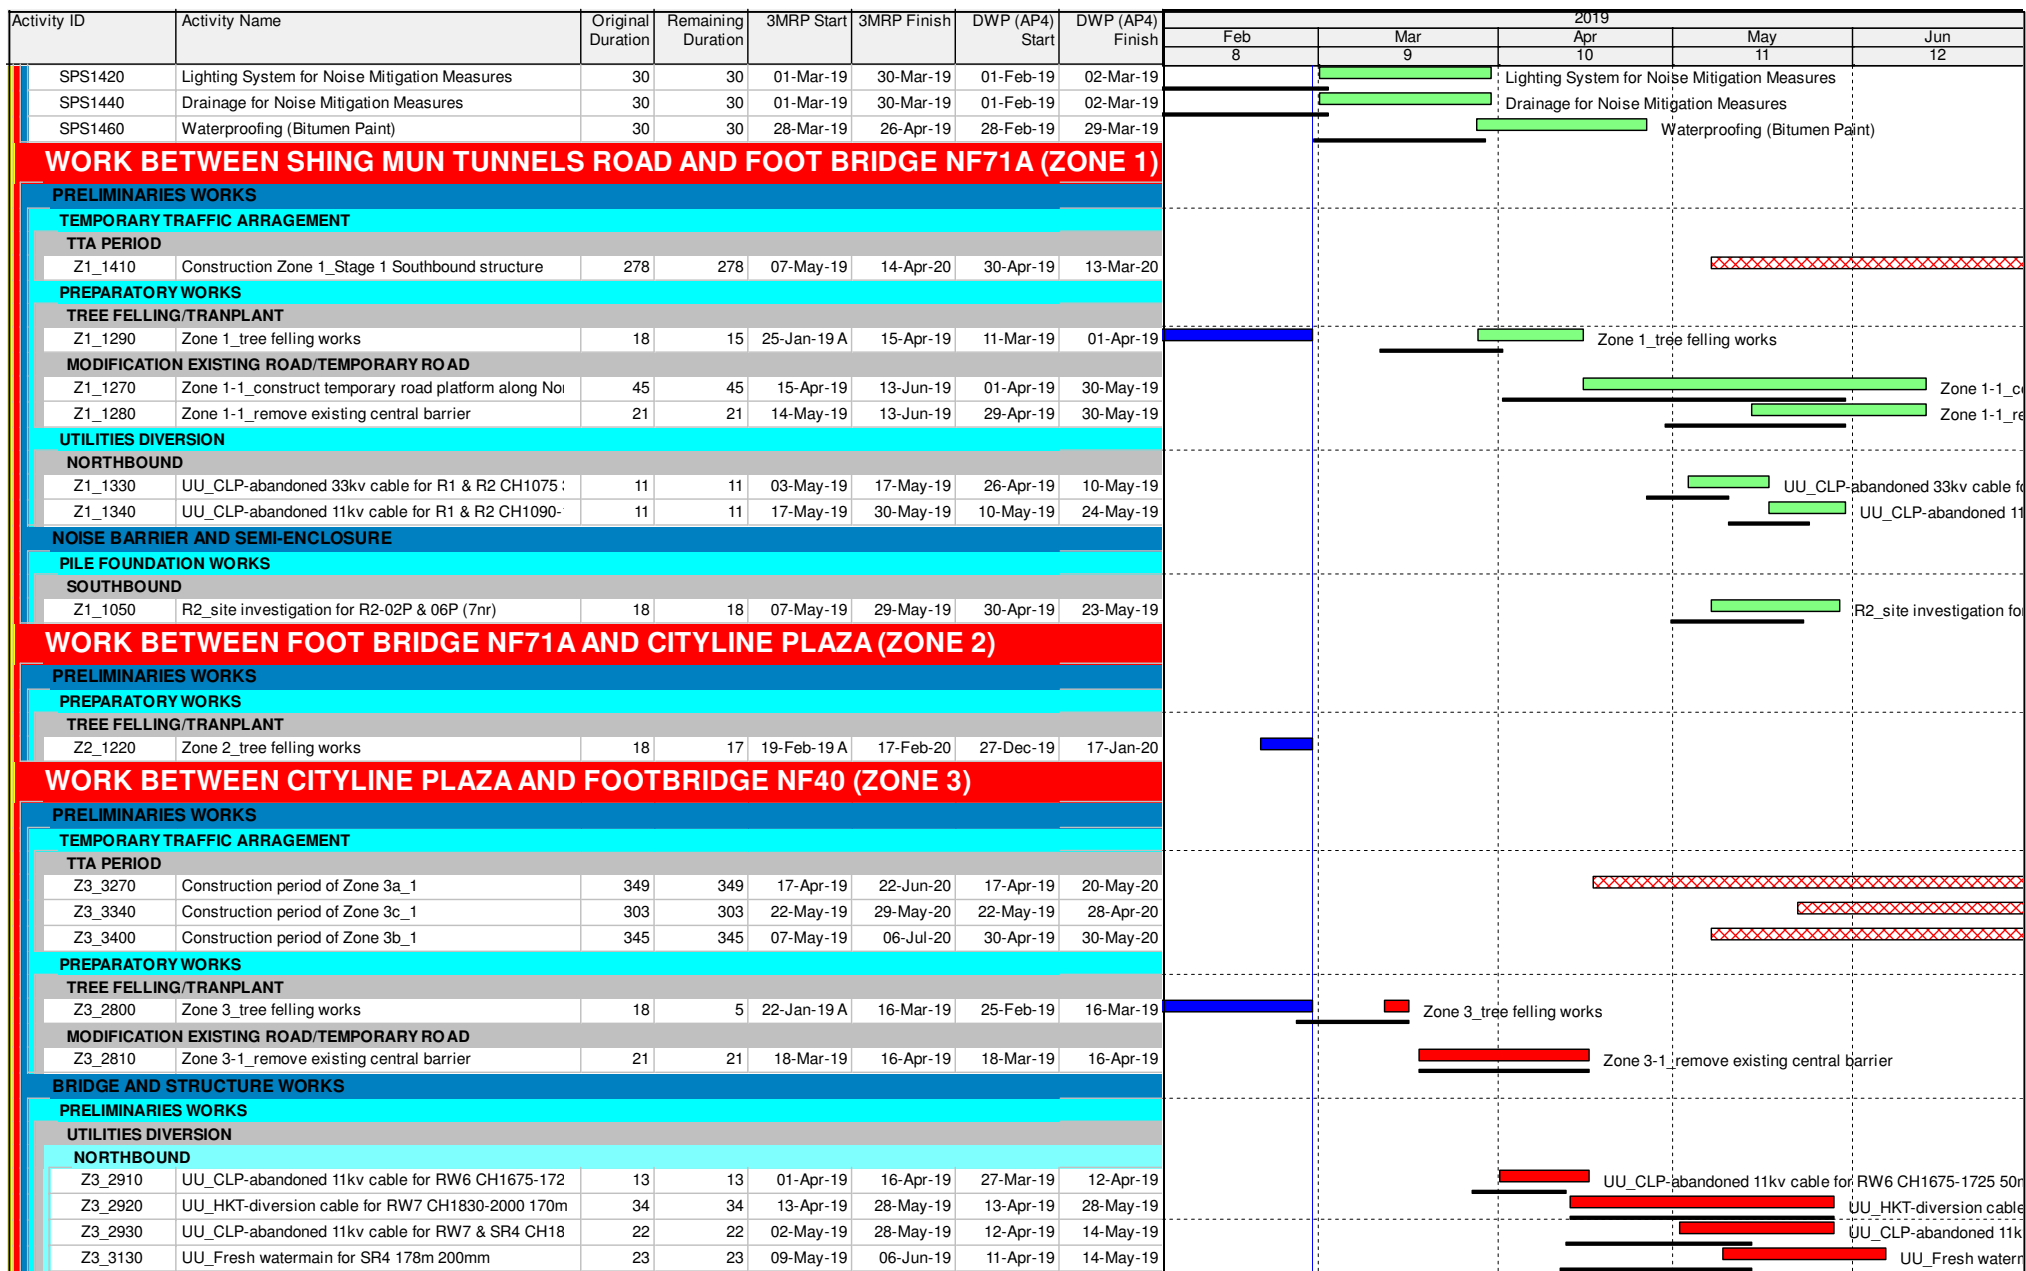 Activity ID Activity Name Original Duration Remaining Duration 3MRP Start 3MRP Finish DWP (AP4) Start DWP (AP4) Finish 2019
Feb Mar Apr May Jun
8 9 10 11 12
SPS1420 Lighting System for Noise Mitigation Measures 30 30 01-Mar-19 30-Mar-19 01-Feb-19 02-Mar-19 Lighting System for Noise Mitigation Measures
SPS1440 Drainage for Noise Mitigation Measures 30 30 01-Mar-19 30-Mar-19 01-Feb-19 02-Mar-19 Drainage for Noise Mitigation Measures
SPS1460 Waterproofing (Bitumen Paint) 30 30 28-Mar-19 26-Apr-19 28-Feb-19 29-Mar-19 Waterproofing (Bitumen Paint)
WORK BETWEEN SHING MUN TUNNELS ROAD AND FOOT BRIDGE NF71A (ZONE 1)
PRELIMINARIES WORKS
TEMPORARY TRAFFIC ARRAGEMENT
TTA PERIOD
Z1_1410 Construction Zone 1_Stage 1 Southbound structure 278 278 07-May-19 14-Apr-20 30-Apr-19 13-Mar-20
PREPARATORY WORKS
TREE FELLING/TRANPLANT
Z1_1290 Zone 1_tree felling works 18 15 25-Jan-19 A 15-Apr-19 11-Mar-19 01-Apr-19 Zone 1_tree felling works
MODIFICATION EXISTING ROAD/TEMPORARY ROAD
Z1_1270 Zone 1-1_construct temporary road platform along No 45 45 15-Apr-19 13-Jun-19 01-Apr-19 30-May-19 Zone 1-1_c
Z1_1280 Zone 1-1_remove existing central barrier 21 21 14-May-19 13-Jun-19 29-Apr-19 30-May-19 Zone 1-1_re
UTILITIES DIVERSION
NORTHBOUND
Z1_1330 UU_CLP-abandoned 33kv cable for R1 & R2 CH1075 11 11 03-May-19 17-May-19 26-Apr-19 10-May-19 UU_CLP-abandoned 33kv cable fo
Z1_1340 UU_CLP-abandoned 11kv cable for R1 & R2 CH1090- 11 11 17-May-19 30-May-19 10-May-19 24-May-19 UU_CLP-abandoned 11
NOISE BARRIER AND SEMI-ENCLOSURE
PILE FOUNDATION WORKS
SOUTHBOUND
Z1_1050 R2_site investigation for R2-02P & 06P (7nr) 18 18 07-May-19 29-May-19 30-Apr-19 23-May-19 R2_site investigation for
WORK BETWEEN FOOT BRIDGE NF71A AND CITYLINE PLAZA (ZONE 2)
PRELIMINARIES WORKS
PREPARATORY WORKS
TREE FELLING/TRANPLANT
Z2_1220 Zone 2_tree felling works 18 17 19-Feb-19 A 17-Feb-20 27-Dec-19 17-Jan-20
WORK BETWEEN CITYLINE PLAZA AND FOOTBRIDGE NF40 (ZONE 3)
PRELIMINARIES WORKS
TEMPORARY TRAFFIC ARRAGEMENT
TTA PERIOD
Z3_3270 Construction period of Zone 3a_1 349 349 17-Apr-19 22-Jun-20 17-Apr-19 20-May-20
Z3_3340 Construction period of Zone 3c_1 303 303 22-May-19 29-May-20 22-May-19 28-Apr-20
Z3_3400 Construction period of Zone 3b_1 345 345 07-May-19 06-Jul-20 30-Apr-19 30-May-20
PREPARATORY WORKS
TREE FELLING/TRANPLANT
Z3_2800 Zone 3_tree felling works 18 5 22-Jan-19 A 16-Mar-19 25-Feb-19 16-Mar-19 Zone 3_tree felling works
MODIFICATION EXISTING ROAD/TEMPORARY ROAD
Z3_2810 Zone 3-1_remove existing central barrier 21 21 18-Mar-19 16-Apr-19 18-Mar-19 16-Apr-19 Zone 3-1_remove existing central barrier
BRIDGE AND STRUCTURE WORKS
PRELIMINARIES WORKS
UTILITIES DIVERSION
NORTHBOUND
Z3_2910 UU_CLP-abandoned 11kv cable for RW6 CH1675-172 13 13 01-Apr-19 16-Apr-19 27-Mar-19 12-Apr-19 UU_CLP-abandoned 11kv cable for RW6 CH1675-1725 50m
Z3_2920 UU_HKT-diversion cable for RW7 CH1830-2000 170m 34 34 13-Apr-19 28-May-19 13-Apr-19 28-May-19 UU_HKT-diversion cable
Z3_2930 UU_CLP-abandoned 11kv cable for RW7 & SR4 CH18 22 22 02-May-19 28-May-19 12-Apr-19 14-May-19 UU_CLP-abandoned 11k
Z3_3130 UU_Fresh watermain for SR4 178m 200mm 23 23 09-May-19 06-Jun-19 11-Apr-19 14-May-19 UU_Fresh waterm